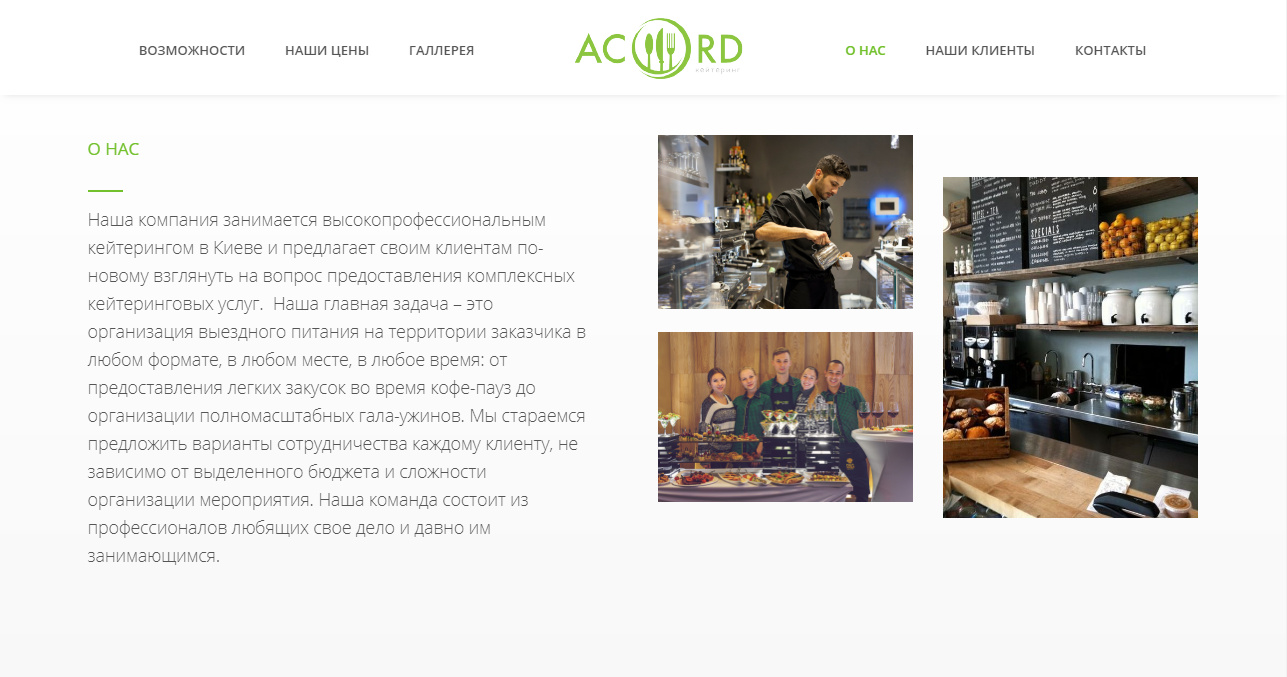 ВОЗМОЖНОСТИ НАШИ ЦЕНЫ ГАЛЛЕРЕЯ ACORD О НАС НАШИ КЛИЕНТЫ КОНТАКТЫ
кейтеринг
О НАС
Наша компания занимается высокопрофессиональным
кейтерингом в Киеве и предлагает своим клиентам по-
новому взглянуть на вопрос предоставления комплексных
кейтеринговых услуг.  Наша главная задача – это
организация выездного питания на территории заказчика в
любом формате, в любом месте, в любое время: от
предоставления легких закусок во время кофе-пауз до
организации полномасштабных гала-ужинов. Мы стараемся
предложить варианты сотрудничества каждому клиенту, не
зависимо от выделенного бюджета и сложности
организации мероприятия. Наша команда состоит из
профессионалов любящих свое дело и давно им
занимающимся.
SPECIALS